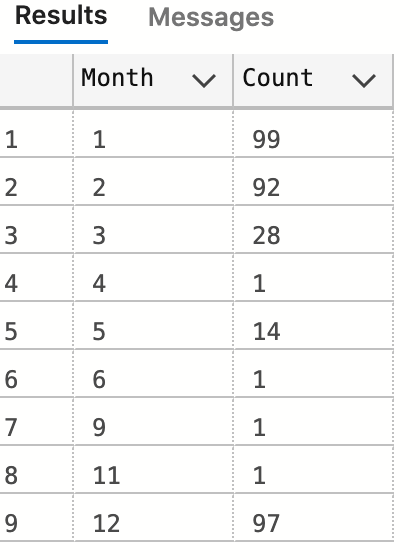 Results Messages
Month Count
1 1 99
2 2 92
3 3 28
4 4 1
5 5 14
6 6 1
7 9 1
8 11 1
9 12 97